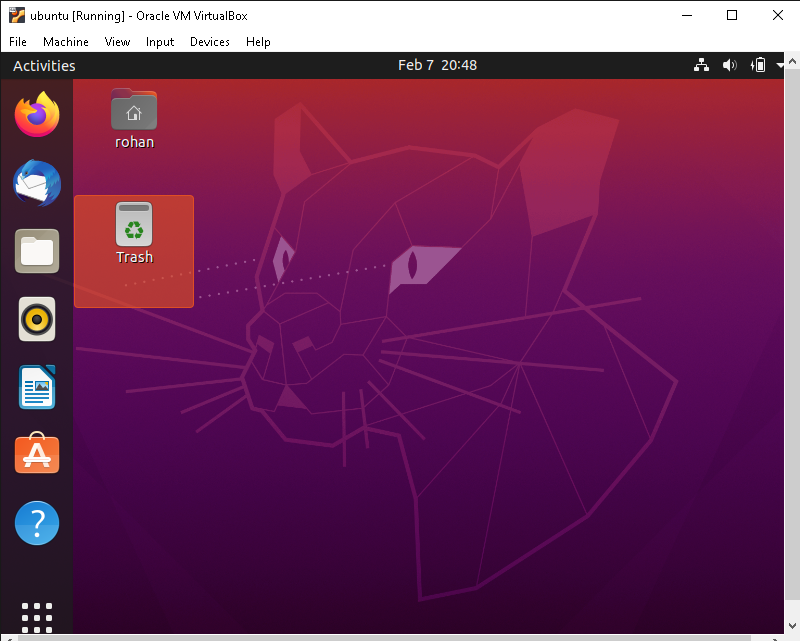 ubuntu [Running] - Oracle VM VirtualBox
File Machine View Input Devices Help
Activities
Feb 7 20:48
rohan
Trash
?